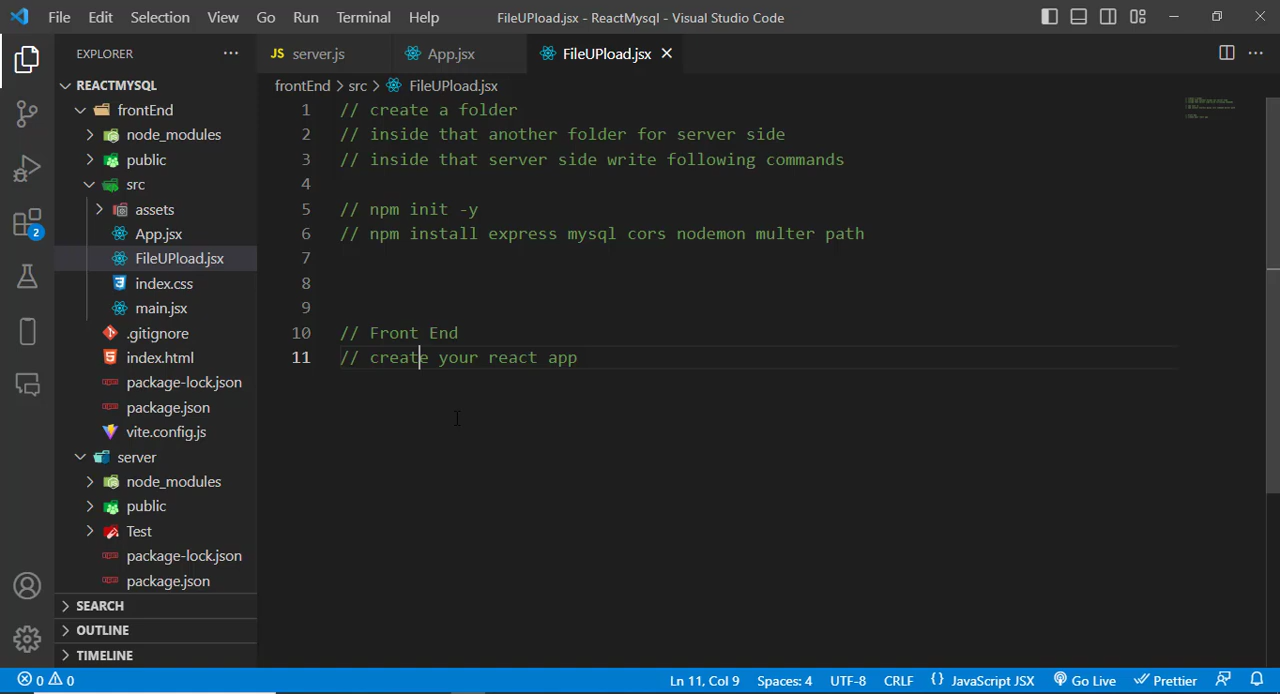 File Edit Selection View Go Run Terminal Help FileUPload.jsx - ReactMysql - Visual Studio Code
EXPLORER ···
JS server.js App.jsx FileUPload.jsx
REACTMYSQL
frontEnd > src > FileUPload.jsx
frontEnd
node_modules
public
src
assets
App.jsx
FileUPload.jsx
index.css
main.jsx
.gitignore
index.html
package-lock.json
package.json
vite.config.js
server
node_modules
public
Test
package-lock.json
package.json
SEARCH
OUTLINE
TIMELINE
2
1 // create a folder
2 // inside that another folder for server side
3 // inside that server side write following commands
4
5 // npm init -y
6 // npm install express mysql cors nodemon multer path
7
8
9
10 // Front End
11 // create your react app
0 0 Ln 11, Col 9 Spaces: 4 UTF-8 CRLF {} JavaScript JSX Go Live Prettier